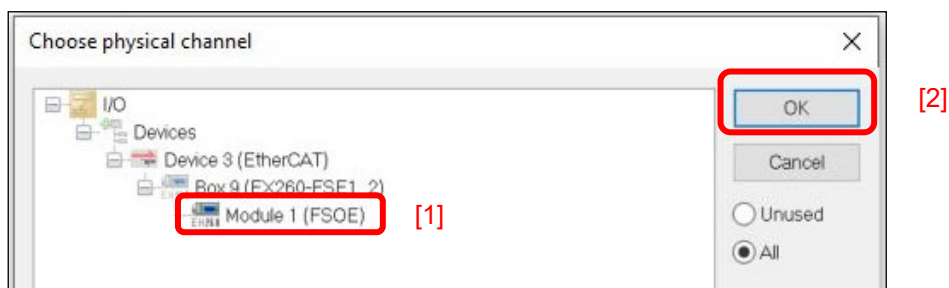 Choose physical channel
I/O
OK
[2]
Devices
Device 3 (EtherCAT)
Cancel
Box 9 (EX260-FSE1_2)
Module 1 (FSOE)
[1]
Unused
All